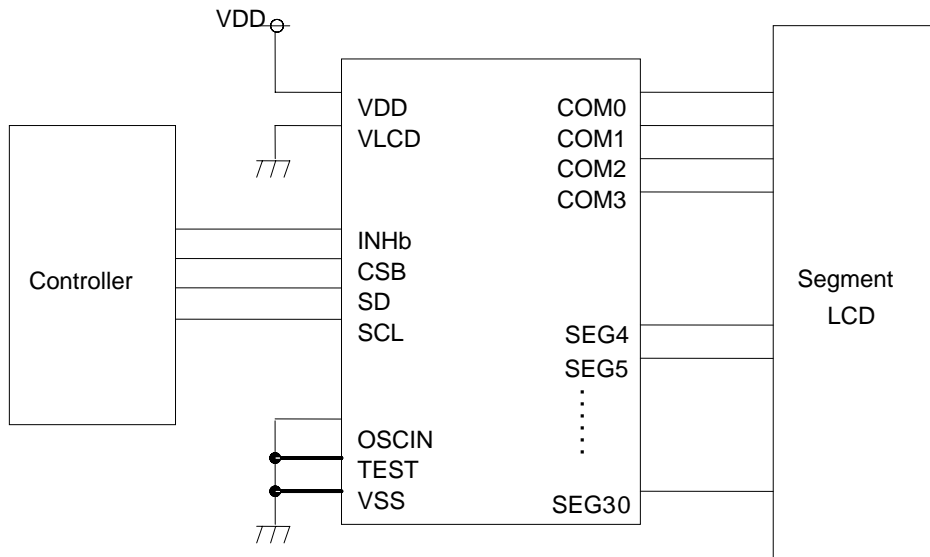 VDD
VDD
VLCD
INHb
CSB
SD
SCL
OSCIN
TEST
VSS
COM0
COM1
COM2
COM3
SEG4
SEG5
SEG30
Controller
Segment
LCD